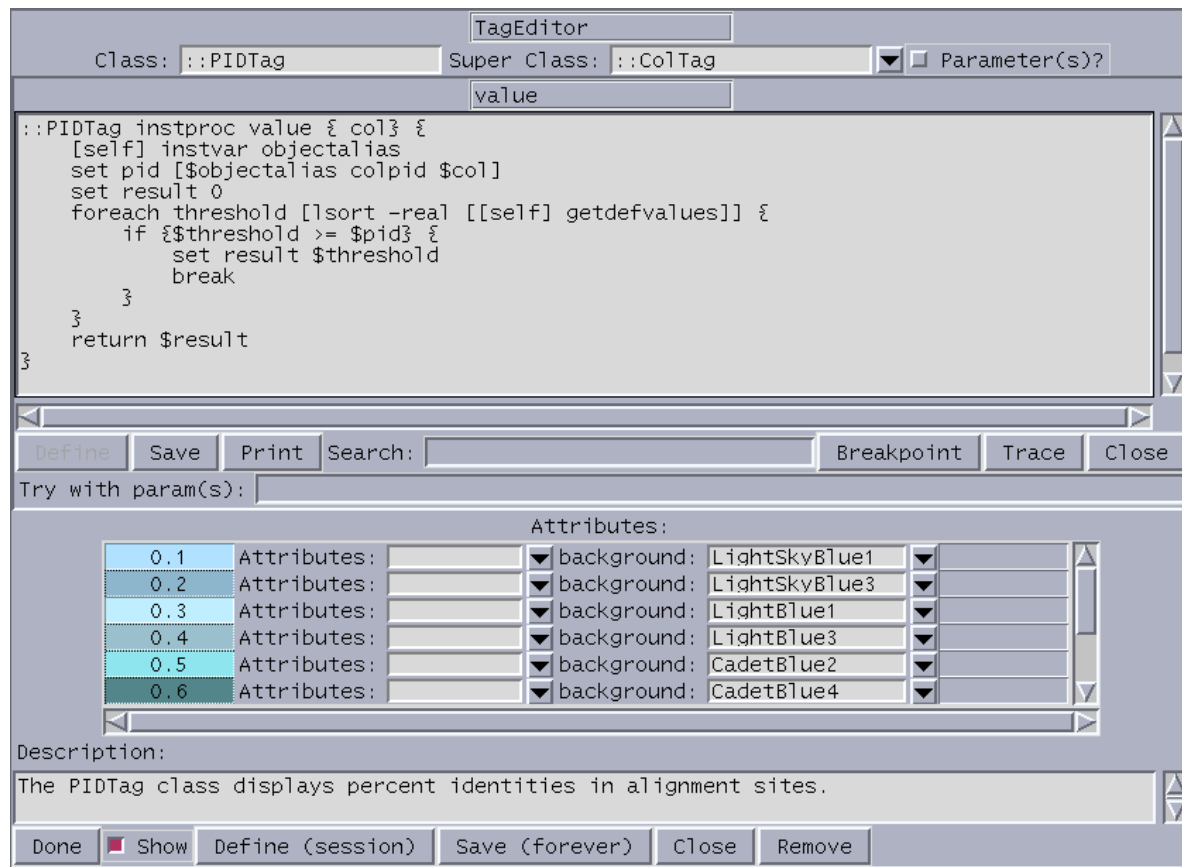 TagEditor
Class: ::PIDTag Super Class: ::ColTag Parameter(s)?
value
::PIDTag instproc value { col} {
    [self] instvar objectalias
    set pid [$objectalias colpid $col]
    set result 0
    foreach threshold [lsort -real [[self] getdefvalues]] {
        if {$threshold >= $pid} {
            set result $threshold
            break
        }
    }
    return $result
}
Define Save Print Search: Breakpoint Trace Close
Try with param(s):
Attributes:
0.1 Attributes: background: LightSkyBlue1
0.2 Attributes: background: LightSkyBlue3
0.3 Attributes: background: LightBlue1
0.4 Attributes: background: LightBlue3
0.5 Attributes: background: CadetBlue2
0.6 Attributes: background: CadetBlue4
Description:
The PIDTag class displays percent identities in alignment sites.
Done Show Define (session) Save (forever) Close Remove